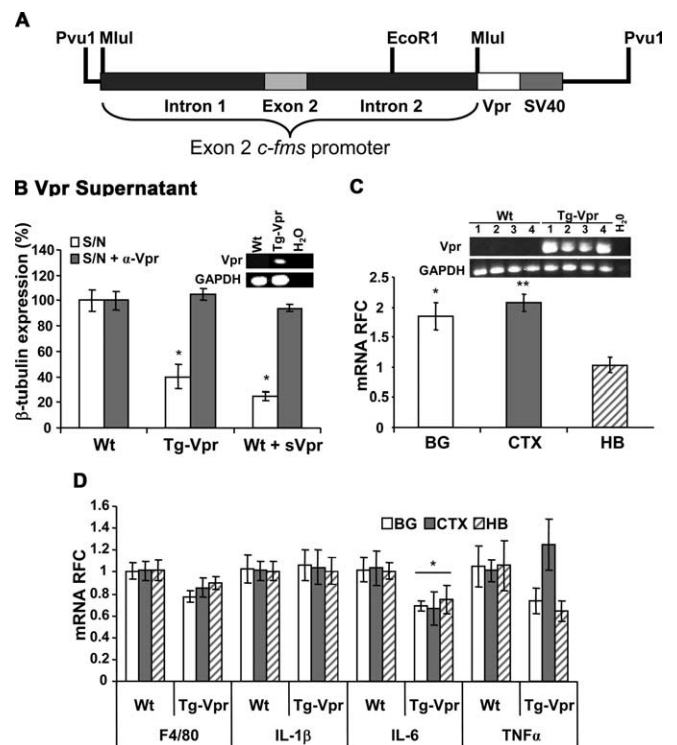 A
Pvu1 MluI EcoR1 MluI Pvu1
Intron 1 Exon 2 Intron 2 Vpr SV40
Exon 2 c-fms promoter
B Vpr Supernatant
S/N
S/N + α-Vpr
Wt Tg-Vpr H2O
Vpr
GAPDH
β-tubulin expression (%)
140
120
100
80
60
40
20
0
* *
Wt Tg-Vpr Wt + sVpr
C
Wt Tg-Vpr H20
1 2 3 4 1 2 3 4
Vpr
GAPDH
mRNA RFC
2.5
2
1.5
1
0.5
0
* **
BG CTX HB
D
BG CTX HB
mRNA RFC
1.6
1.4
1.2
1
0.8
0.6
0.4
0.2
0
*
Wt Tg-Vpr Wt Tg-Vpr Wt Tg-Vpr Wt Tg-Vpr
F4/80 IL-1β IL-6 TNFα